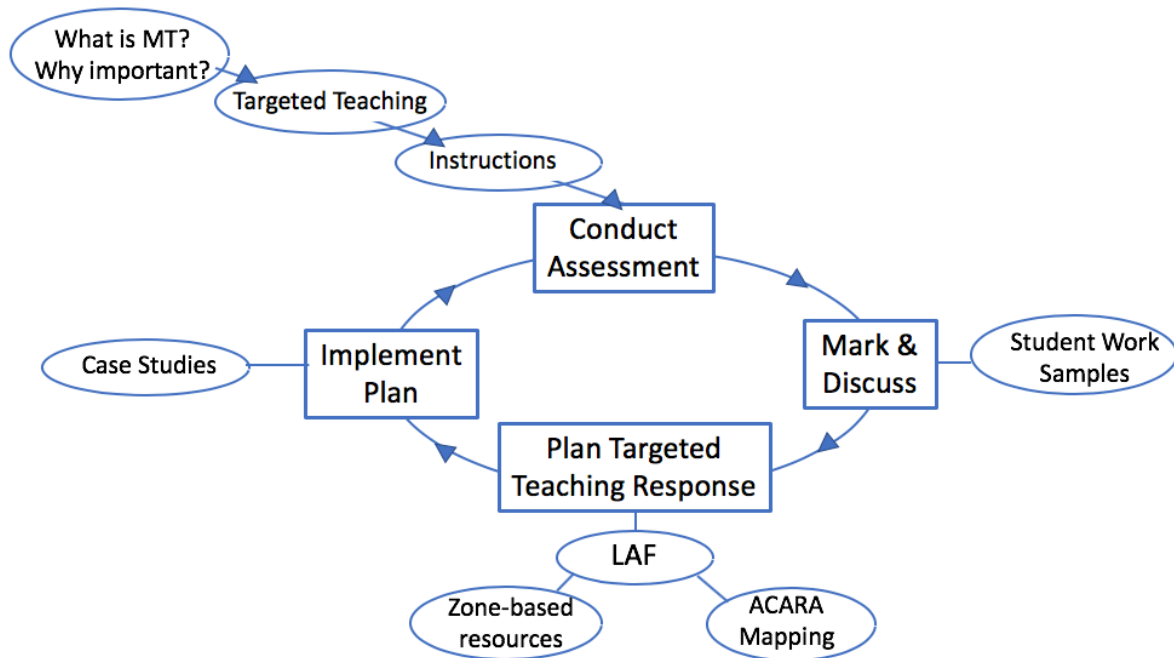 What is MT?
Why important?
Targeted Teaching
Instructions
Conduct
Assessment
Mark &
Discuss
Student Work
Samples
Case Studies
Implement
Plan
Plan Targeted
Teaching Response
LAF
Zone-based
resources
ACARA
Mapping